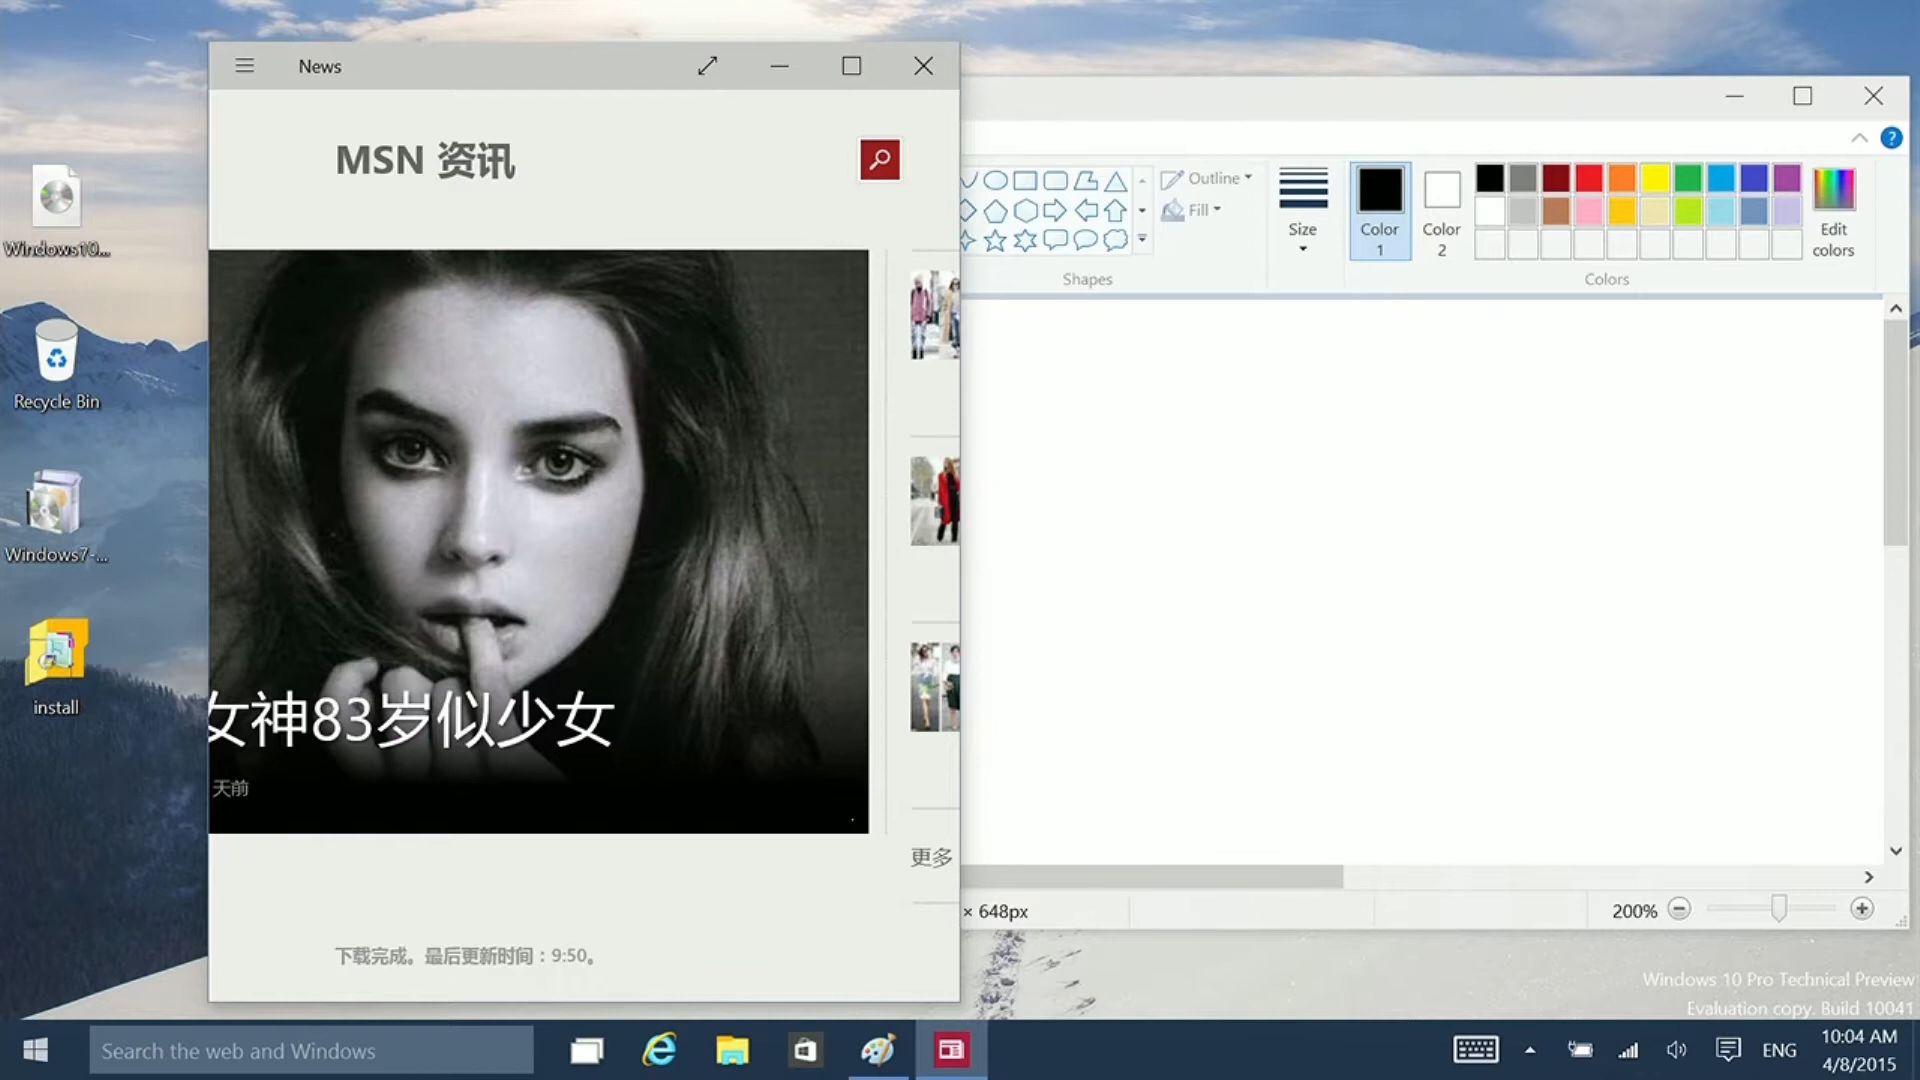 News
MSN 资讯
女神83岁似少女
天前
更多
下载完成。最后更新时间：9:50。
Outline
Fill
Shapes
Size
Color
1
Color
2
Edit
colors
Colors
?
× 648px
200%
Windows10...
Recycle Bin
Windows7-...
install
Windows 10 Pro Technical Preview
Evaluation copy. Build 10041
Search the web and Windows
ENG
10:04 AM
4/8/2015